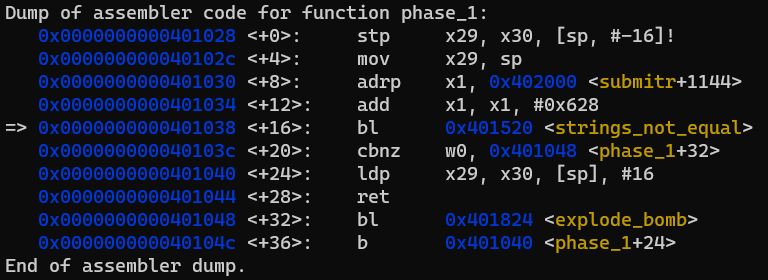 Dump of assembler code for function phase_1:
   0x0000000000401028 <+0>:     stp     x29, x30, [sp, #-16]!
   0x000000000040102c <+4>:     mov     x29, sp
   0x0000000000401030 <+8>:     adrp    x1, 0x402000 <submitr+1144>
   0x0000000000401034 <+12>:    add     x1, x1, #0x628
=> 0x0000000000401038 <+16>:    bl      0x401520 <strings_not_equal>
   0x000000000040103c <+20>:    cbnz    w0, 0x401048 <phase_1+32>
   0x0000000000401040 <+24>:    ldp     x29, x30, [sp], #16
   0x0000000000401044 <+28>:    ret
   0x0000000000401048 <+32>:    bl      0x401824 <explode_bomb>
   0x000000000040104c <+36>:    b       0x401040 <phase_1+24>
End of assembler dump.